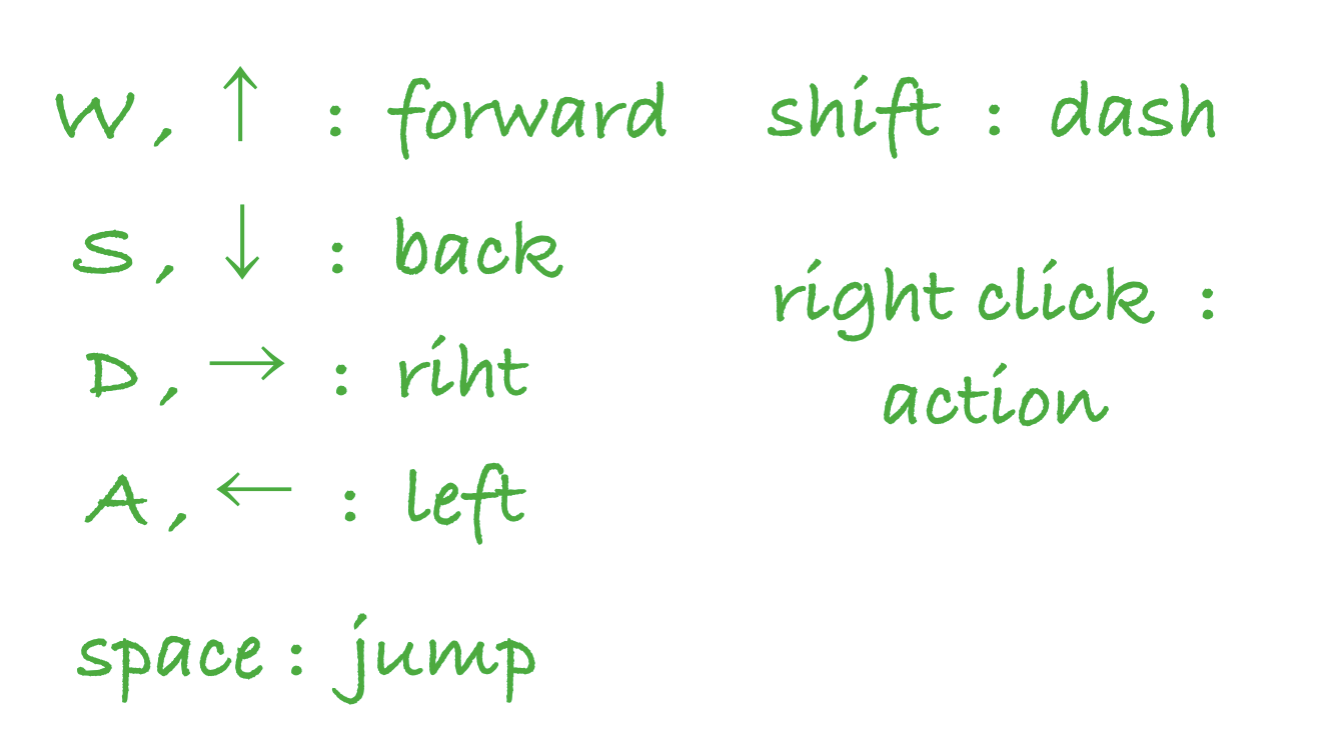 W, ↑ : forward
S, ↓ : back
D, → : riht
A, ← : left
space : jump
shift : dash
right click :
action